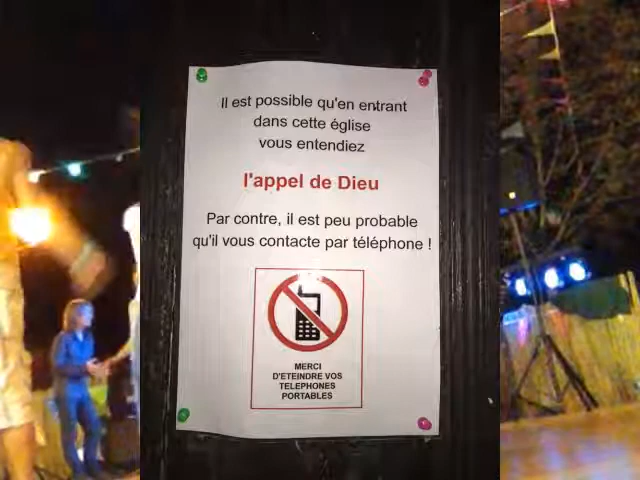 Il est possible qu'en entrant
dans cette église
vous entendiez
l'appel de Dieu
Par contre, il est peu probable
qu'il vous contacte par téléphone !
MERCI
D'ETEINDRE VOS
TELEPHONES
PORTABLES